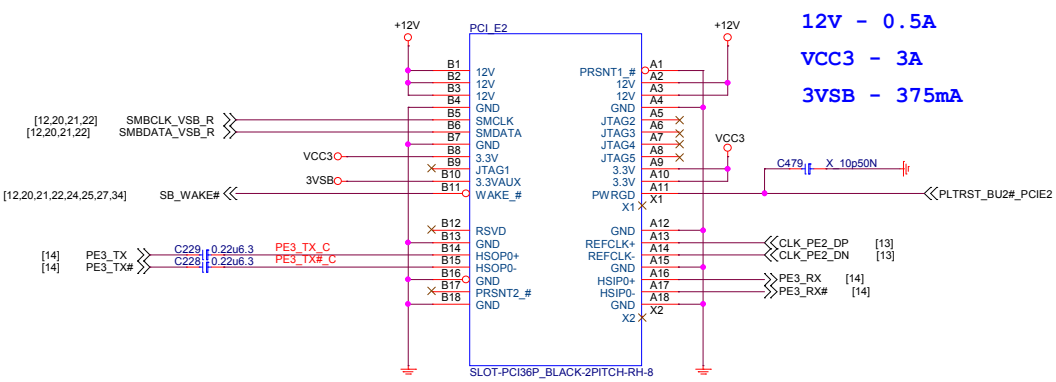 12V - 0.5A
VCC3 - 3A
3VSB - 375mA
+12V
PCI_E2
+12V
B1 12V
B2 12V
B3 12V
B4 GND
B5 SMCLK
B6 SMDATA
B7 GND
B8 3.3V
B9 JTAG1
B10 3.3VAUX
B11 WAKE_#
B12 RSVD
B13 GND
B14 HSOP0+
B15 HSOP0-
B16 GND
B17 PRSNT2_#
B18 GND
PRSNT1_# A1
12V A2
12V A3
GND A4
JTAG2 A5
JTAG3 A6
JTAG4 A7
JTAG5 A8
3.3V A9
3.3V A10
PWRGD A11
X1 X1
GND A12
REFCLK+ A13
REFCLK- A14
GND A15
HSIP0+ A16
HSIP0- A17
GND A18
X2 X2
[12,20,21,22] SMBCLK_VSB_R
[12,20,21,22] SMBDATA_VSB_R
VCC3
3VSB
[12,20,21,22,24,25,27,34] SB_WAKE#
[14] PE3_TX C229 0.22u6.3 PE3_TX_C
[14] PE3_TX# C228 0.22u6.3 PE3_TX#_C
VCC3
C479 X_10p50N
PLTRST_BU2#_PCIE2
CLK_PE2_DP [13]
CLK_PE2_DN [13]
PE3_RX [14]
PE3_RX# [14]
SLOT-PCI36P_BLACK-2PITCH-RH-8